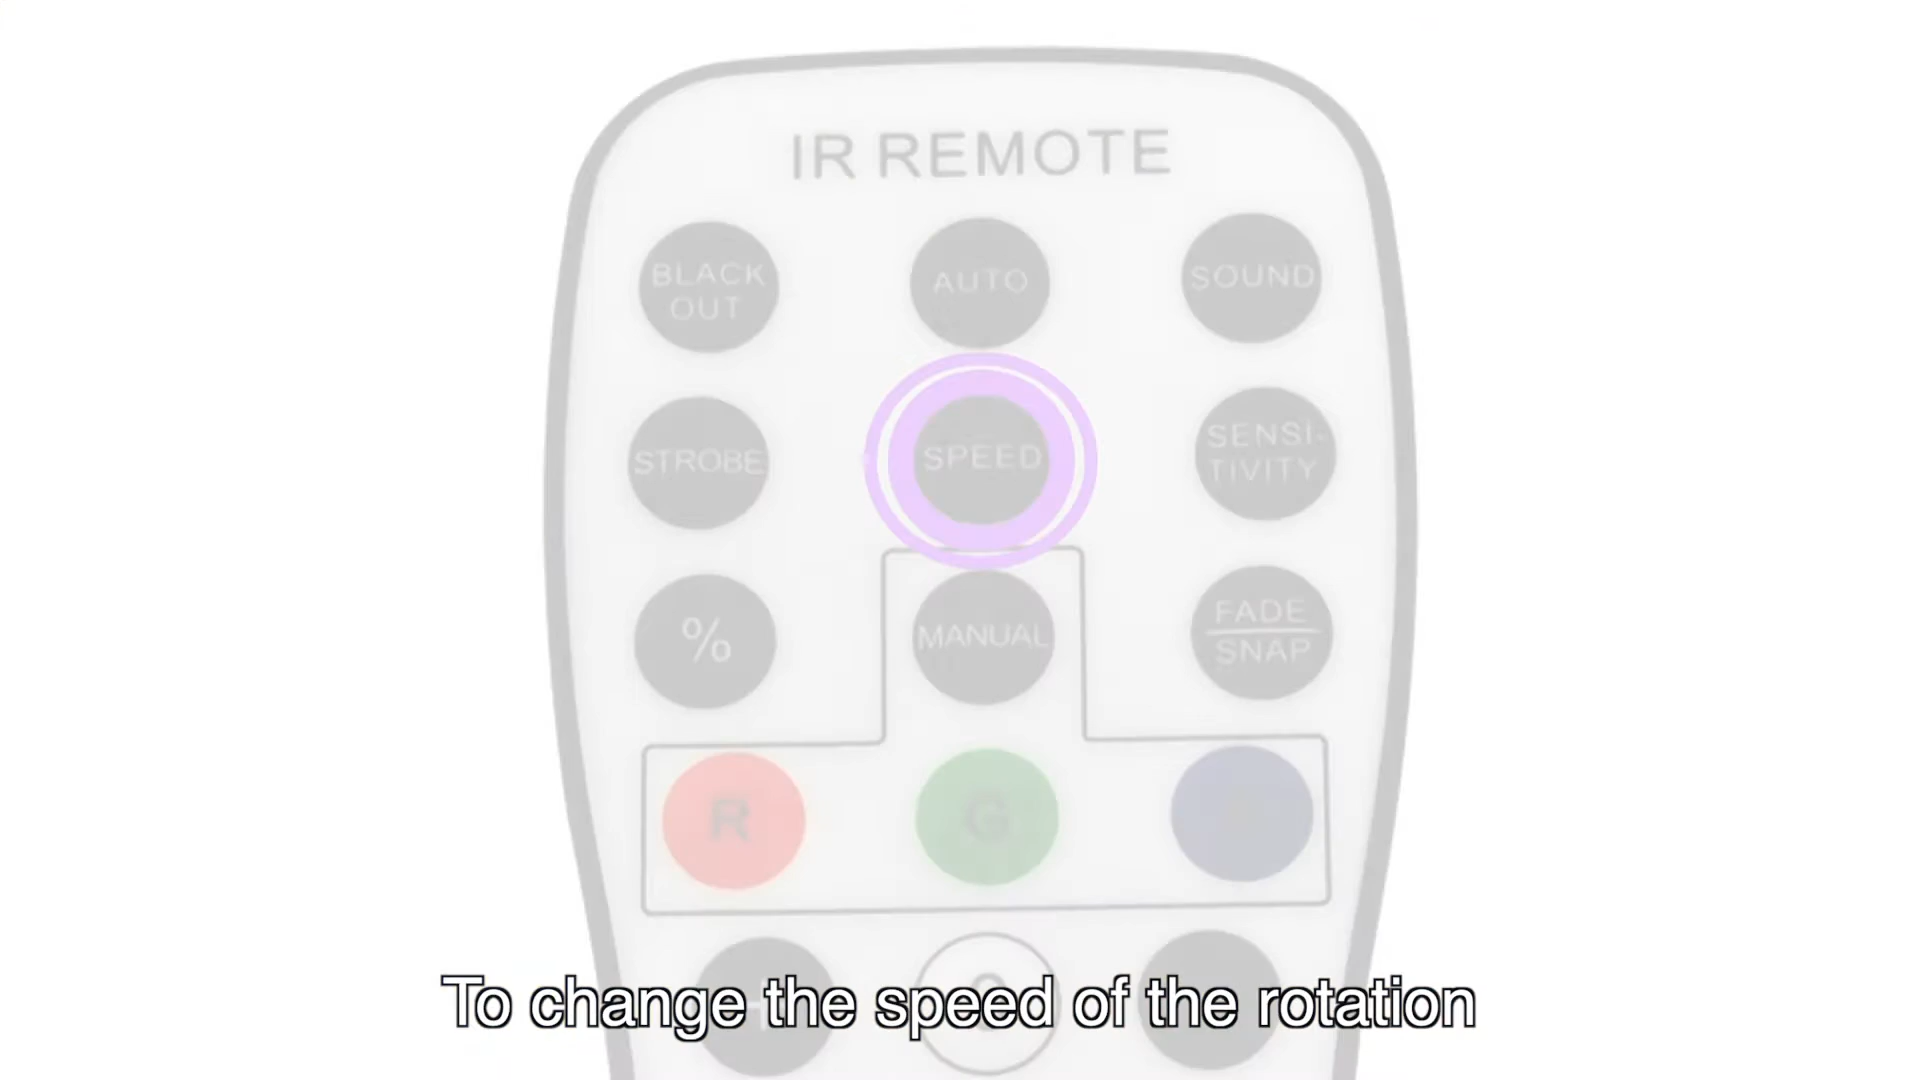 IR REMOTE
BLACK OUT
AUTO
SOUND
STROBE
SPEED
SENSI-
TIVITY
%
MANUAL
FADE
SNAP
R
G
To change the speed of the rotation